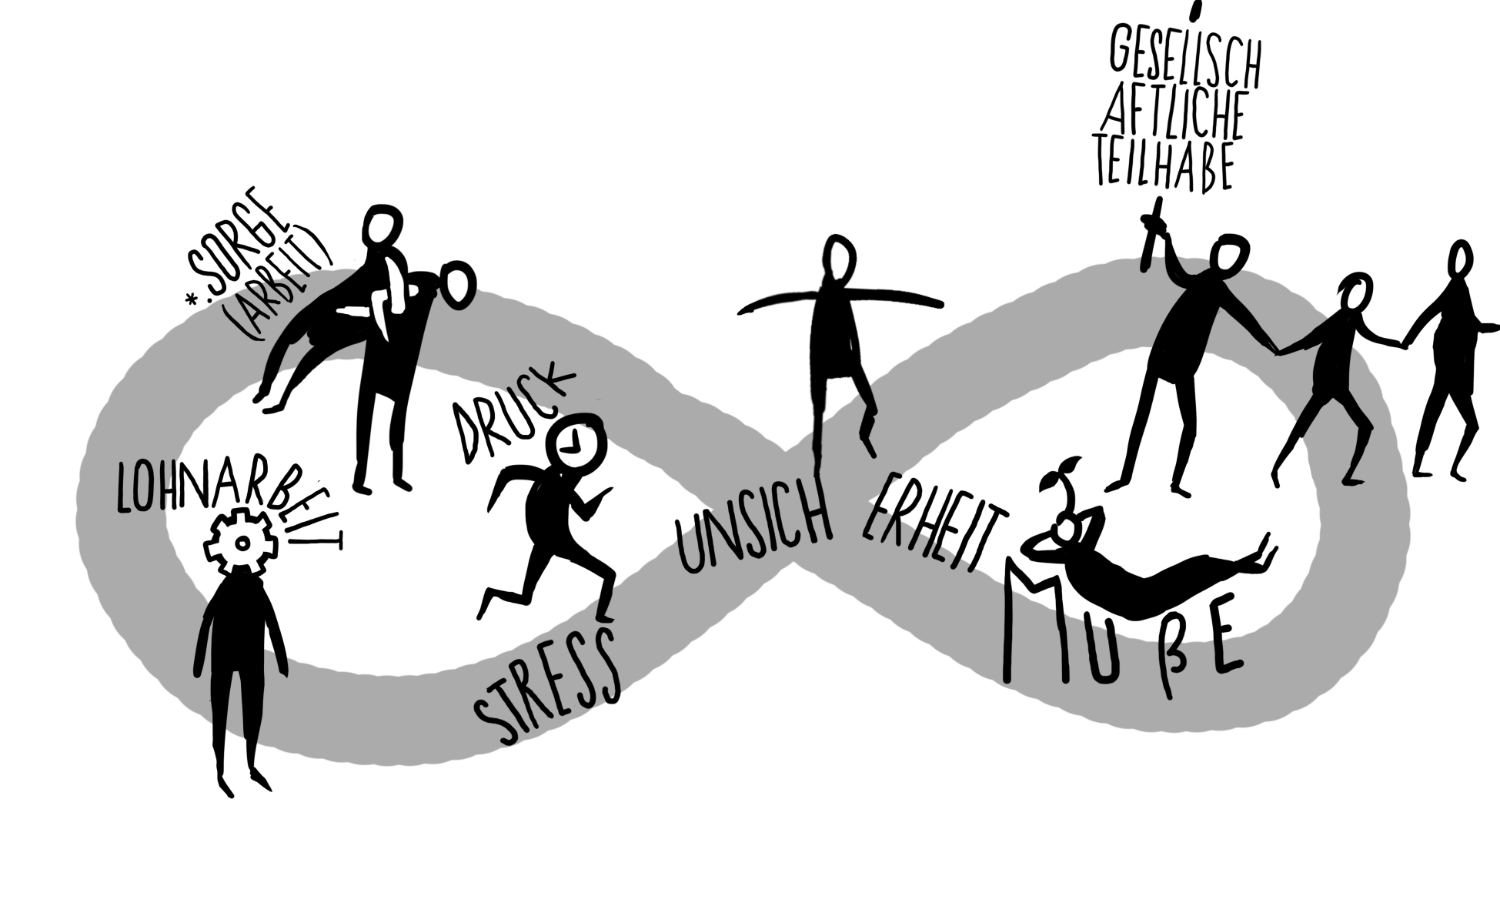 GESELLSCH
AFTLICHE
TEILHABE
*.SORGE
(ARBEIT)
DRUCK
LOHNARBEIT
UNSICH ERHEIT
STRESS
MUßE